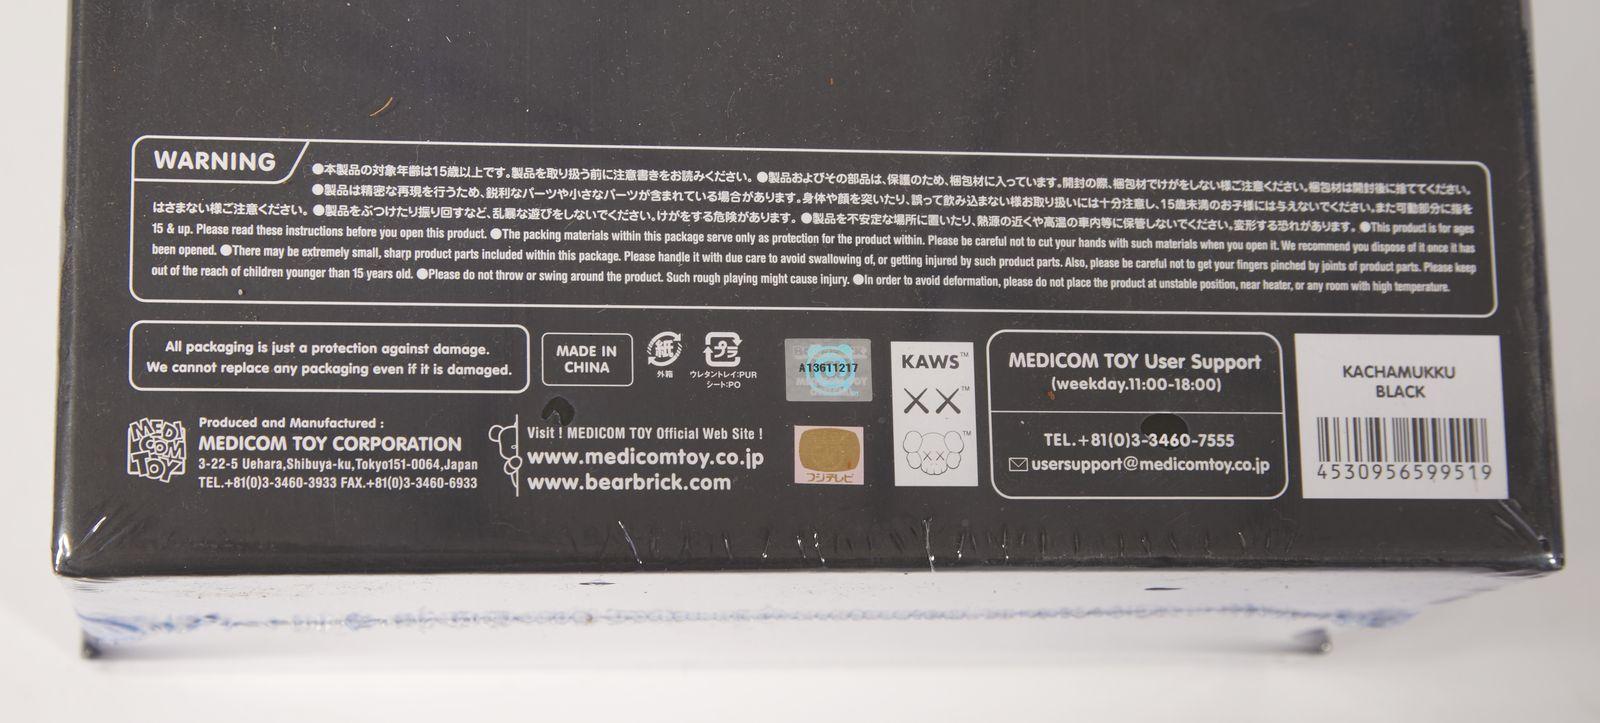 WARNING
●本製品の対象年齢は15歳以上です。製品を取り扱う前に注意書きをお読みください。 ●製品およびその部品は、保護のため、梱包材に入っています。開封の際、梱包材でけがをしない様ご注意ください。梱包材は開封後に捨ててください。
●製品は精密な再現を行うため、鋭利なパーツや小さなパーツが含まれている場合があります。身体や顔を突いたり、誤って飲み込まない様お取り扱いには十分注意し、15歳未満のお子様には与えないでください。また可動部分に指を
はさまない様ご注意ください。 ●製品をぶつけたり振り回すなど、乱暴な遊びをしないでください。けがをする危険があります。 ●製品を不安定な場所に置いたり、熱源の近くや高温の車内等に保管しないでください。変形する恐れがあります。 ●This product is for ages
15 & up. Please read these instructions before you open this product. ●The packing materials within this package serve only as protection for the product within. Please be careful not to cut your hands with such materials when you open it. We recommend you dispose of it once it has
been opened. ●There may be extremely small, sharp product parts included within this package. Please handle it with due care to avoid swallowing of, or getting injured by such product parts. Also, please be careful not to get your fingers pinched by joints of product parts. Please keep
out of the reach of children younger than 15 years old. ●Please do not throw or swing around the product. Such rough playing might cause injury. ●In order to avoid deformation, please do not place the product at unstable position, near heater, or any room with high temperature.
All packaging is just a protection against damage.
We cannot replace any packaging even if it is damaged.
MADE IN
CHINA
紙
外箱
プラ
ウレタントレイ:PUR
シート:PO
A13611217
KAWS™
XX™
™
MEDICOM TOY User Support
(weekday.11:00-18:00)
TEL.+81(0)3-3460-7555
usersupport@medicomtoy.co.jp
KACHAMUKKU
BLACK
4530956599519
MEDI
COM
TOY
Produced and Manufactured :
MEDICOM TOY CORPORATION
3-22-5 Uehara,Shibuya-ku,Tokyo151-0064,Japan
TEL.+81(0)3-3460-3933 FAX.+81(0)3-3460-6933
Visit ! MEDICOM TOY Official Web Site !
www.medicomtoy.co.jp
www.bearbrick.com
フジテレビ